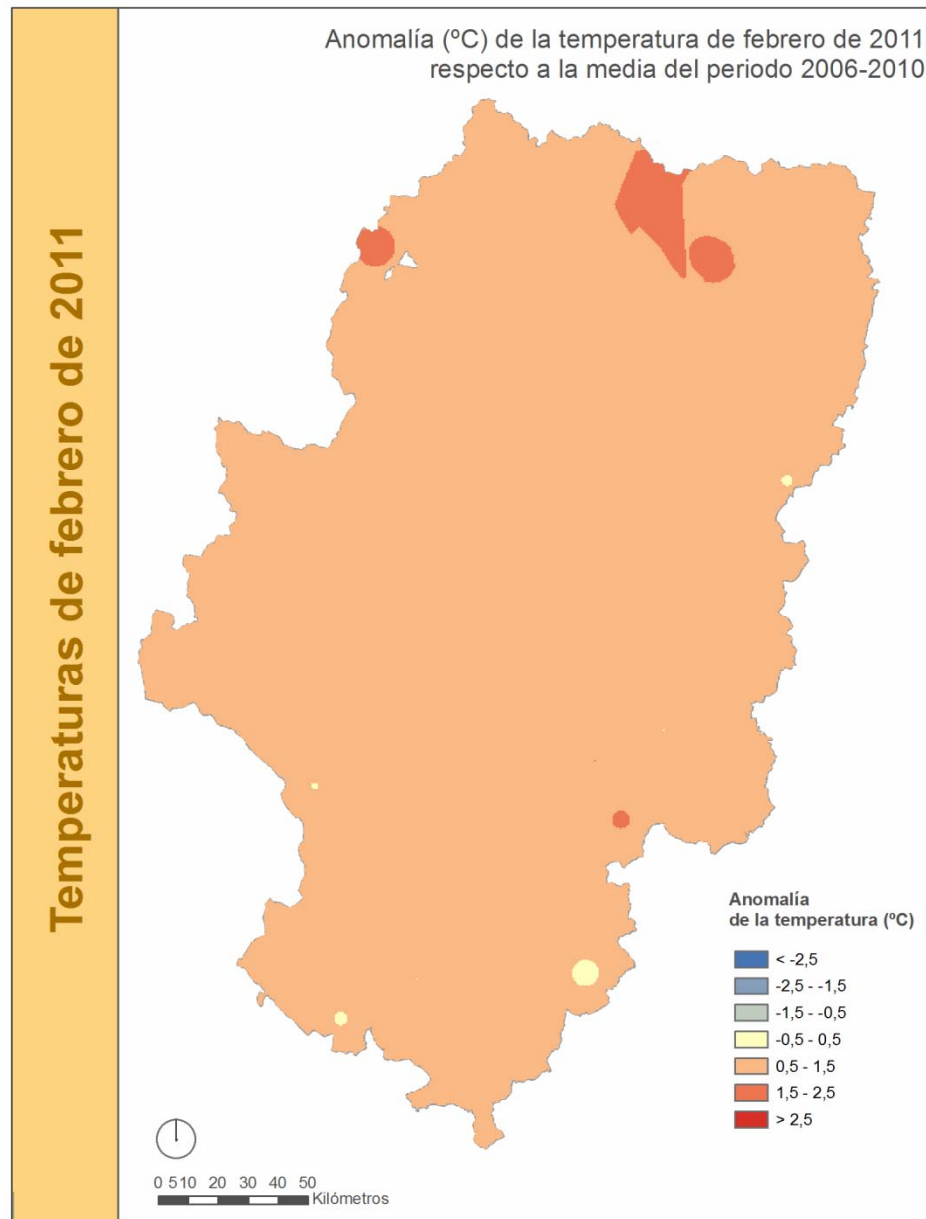 Anomalía (ºC) de la temperatura de febrero de 2011
respecto a la media del periodo 2006-2010
Temperaturas de febrero de 2011
Anomalía
de la temperatura (ºC)
< -2,5
-2,5 - -1,5
-1,5 - -0,5
-0,5 - 0,5
0,5 - 1,5
1,5 - 2,5
> 2,5
0 5 10 20 30 40 50
Kilómetros